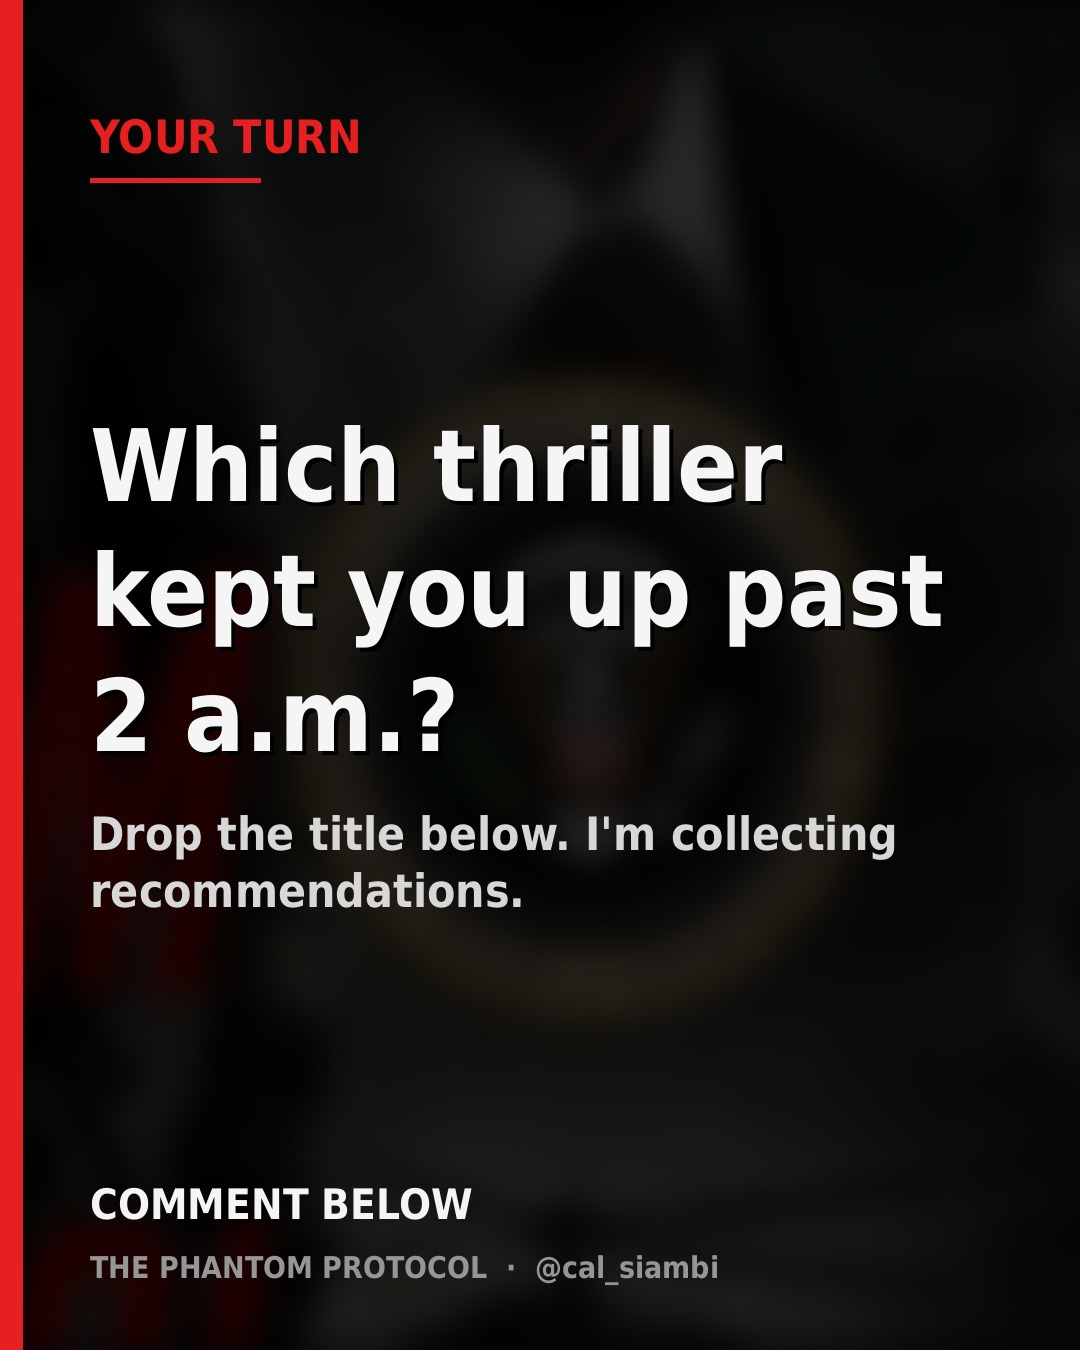 YOUR TURN
Which thriller
kept you up past
2 a.m.?
Drop the title below. I'm collecting
recommendations.
COMMENT BELOW
THE PHANTOM PROTOCOL · @cal_siambi